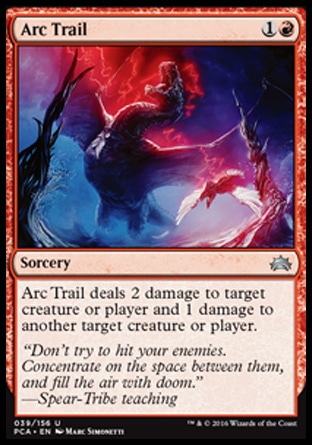 Arc Trail 1
Sorcery
Arc Trail deals 2 damage to target
creature or player and 1 damage to
another target creature or player.
“Don’t try to hit your enemies.
Concentrate on the space between them,
and fill the air with doom.”
—Spear-Tribe teaching
039/156 U
PCA • EN Marc Simonetti
™ & © 2016 Wizards of the Coast